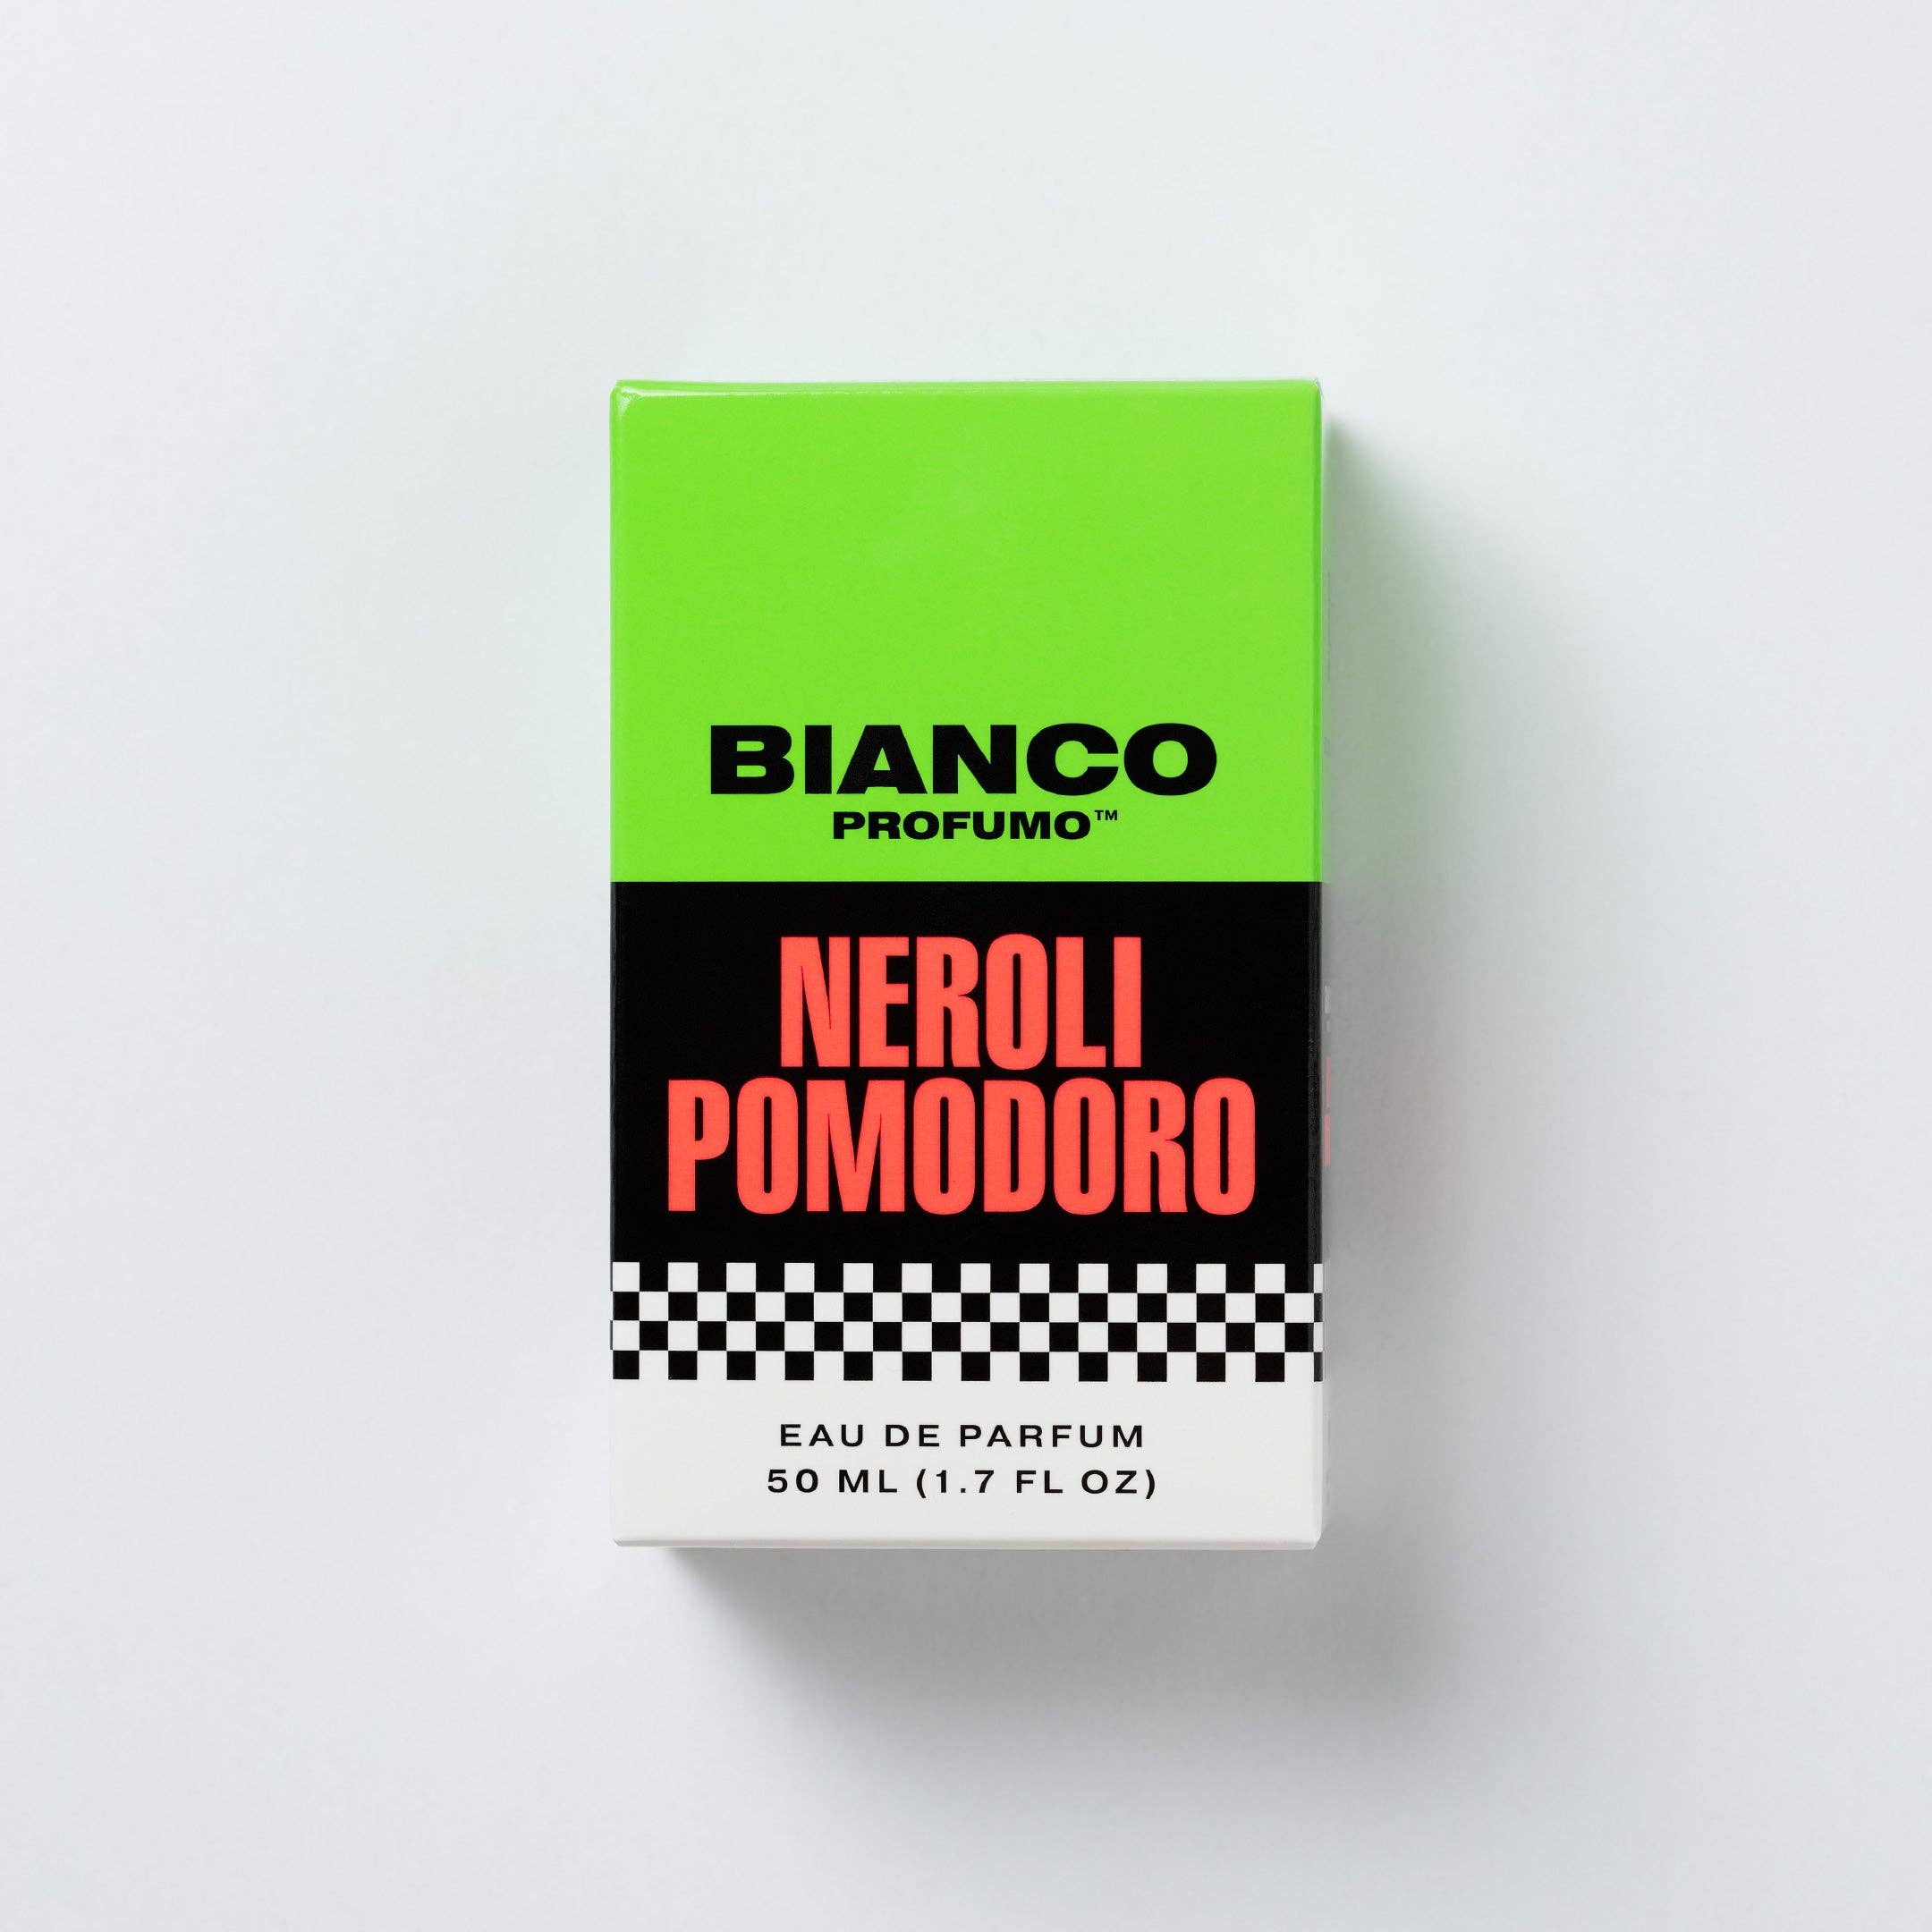 BIANCO
PROFUMO™
NEROLI
POMODORO
EAU DE PARFUM
50 ML (1.7 FL OZ)